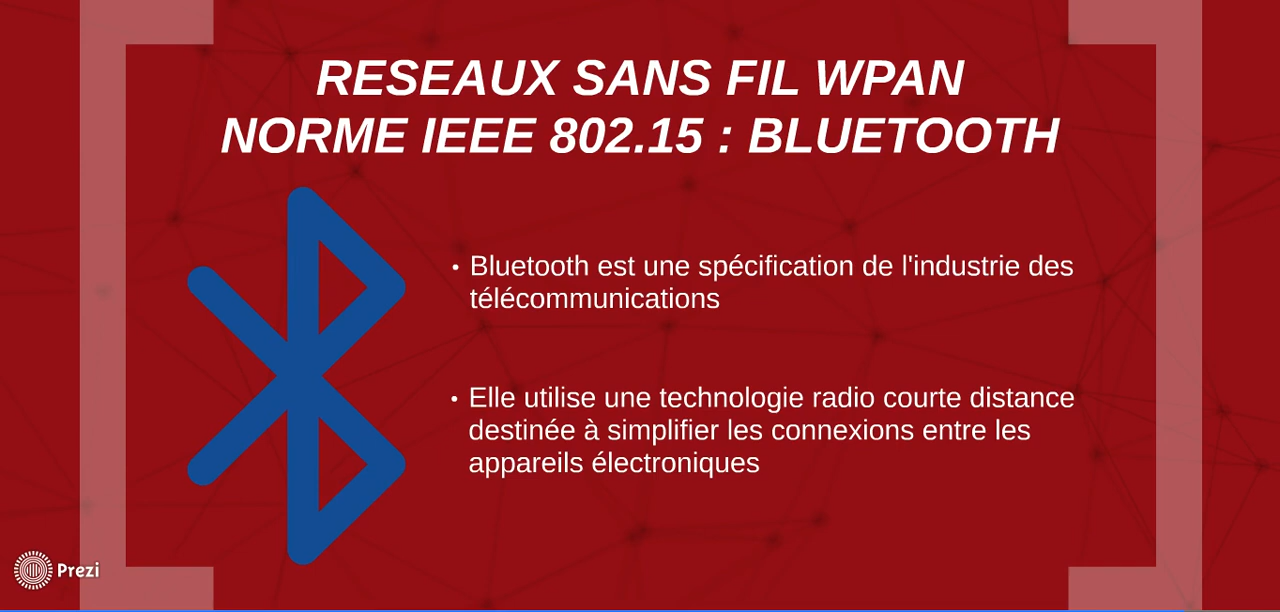 RESEAUX SANS FIL WPAN
NORME IEEE 802.15 : BLUETOOTH
• Bluetooth est une spécification de l'industrie des
télécommunications
• Elle utilise une technologie radio courte distance
destinée à simplifier les connexions entre les
appareils électroniques
Prezi